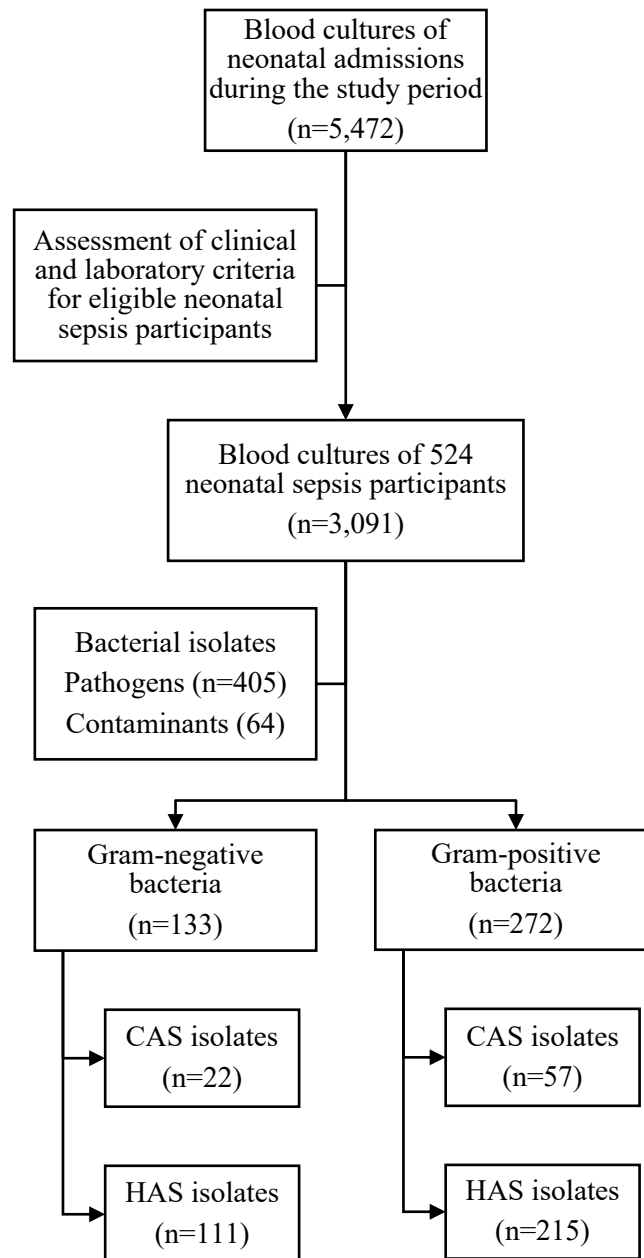 Blood cultures of
neonatal admissions
during the study period
(n=5,472)
Assessment of clinical
and laboratory criteria
for eligible neonatal
sepsis participants
Blood cultures of 524
neonatal sepsis participants
(n=3,091)
Bacterial isolates
Pathogens (n=405)
Contaminants (64)
Gram-negative
bacteria
(n=133)
Gram-positive
bacteria
(n=272)
CAS isolates
(n=22)
CAS isolates
(n=57)
HAS isolates
(n=111)
HAS isolates
(n=215)